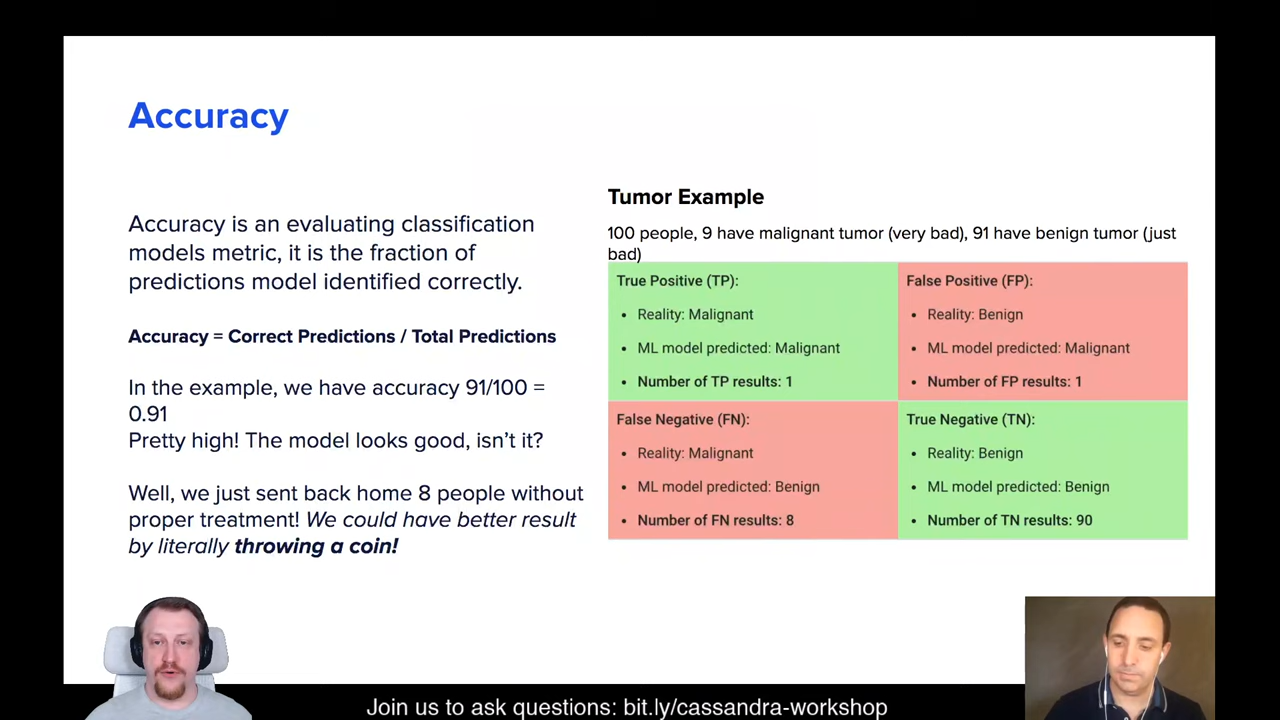 Accuracy
Accuracy is an evaluating classification
models metric, it is the fraction of
predictions model identified correctly.
Accuracy = Correct Predictions / Total Predictions
In the example, we have accuracy 91/100 =
0.91
Pretty high! The model looks good, isn't it?
Well, we just sent back home 8 people without
proper treatment! We could have better result
by literally throwing a coin!
Tumor Example
100 people, 9 have malignant tumor (very bad), 91 have benign tumor (just
bad)
True Positive (TP):
• Reality: Malignant
• ML model predicted: Malignant
• Number of TP results: 1
False Positive (FP):
• Reality: Benign
• ML model predicted: Malignant
• Number of FP results: 1
False Negative (FN):
• Reality: Malignant
• ML model predicted: Benign
• Number of FN results: 8
True Negative (TN):
• Reality: Benign
• ML model predicted: Benign
• Number of TN results: 90
Join us to ask questions: bit.ly/cassandra-workshop